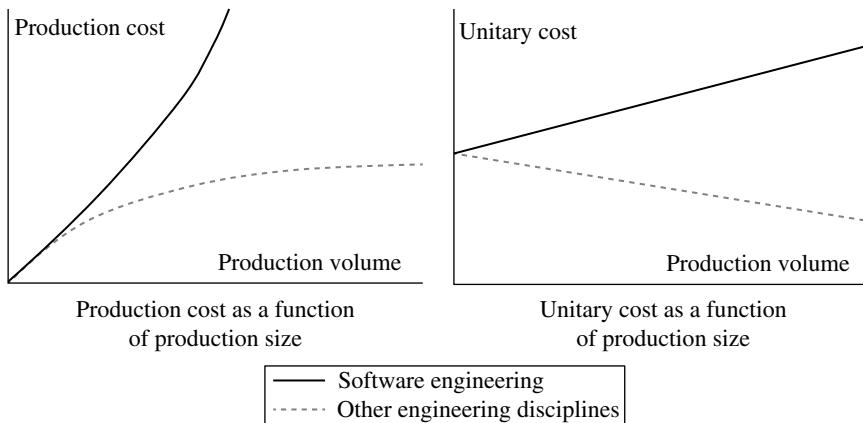 Production cost
Production volume
Production cost as a function
of production size
Unitary cost
Production volume
Unitary cost as a function
of production size
Software engineering
Other engineering disciplines